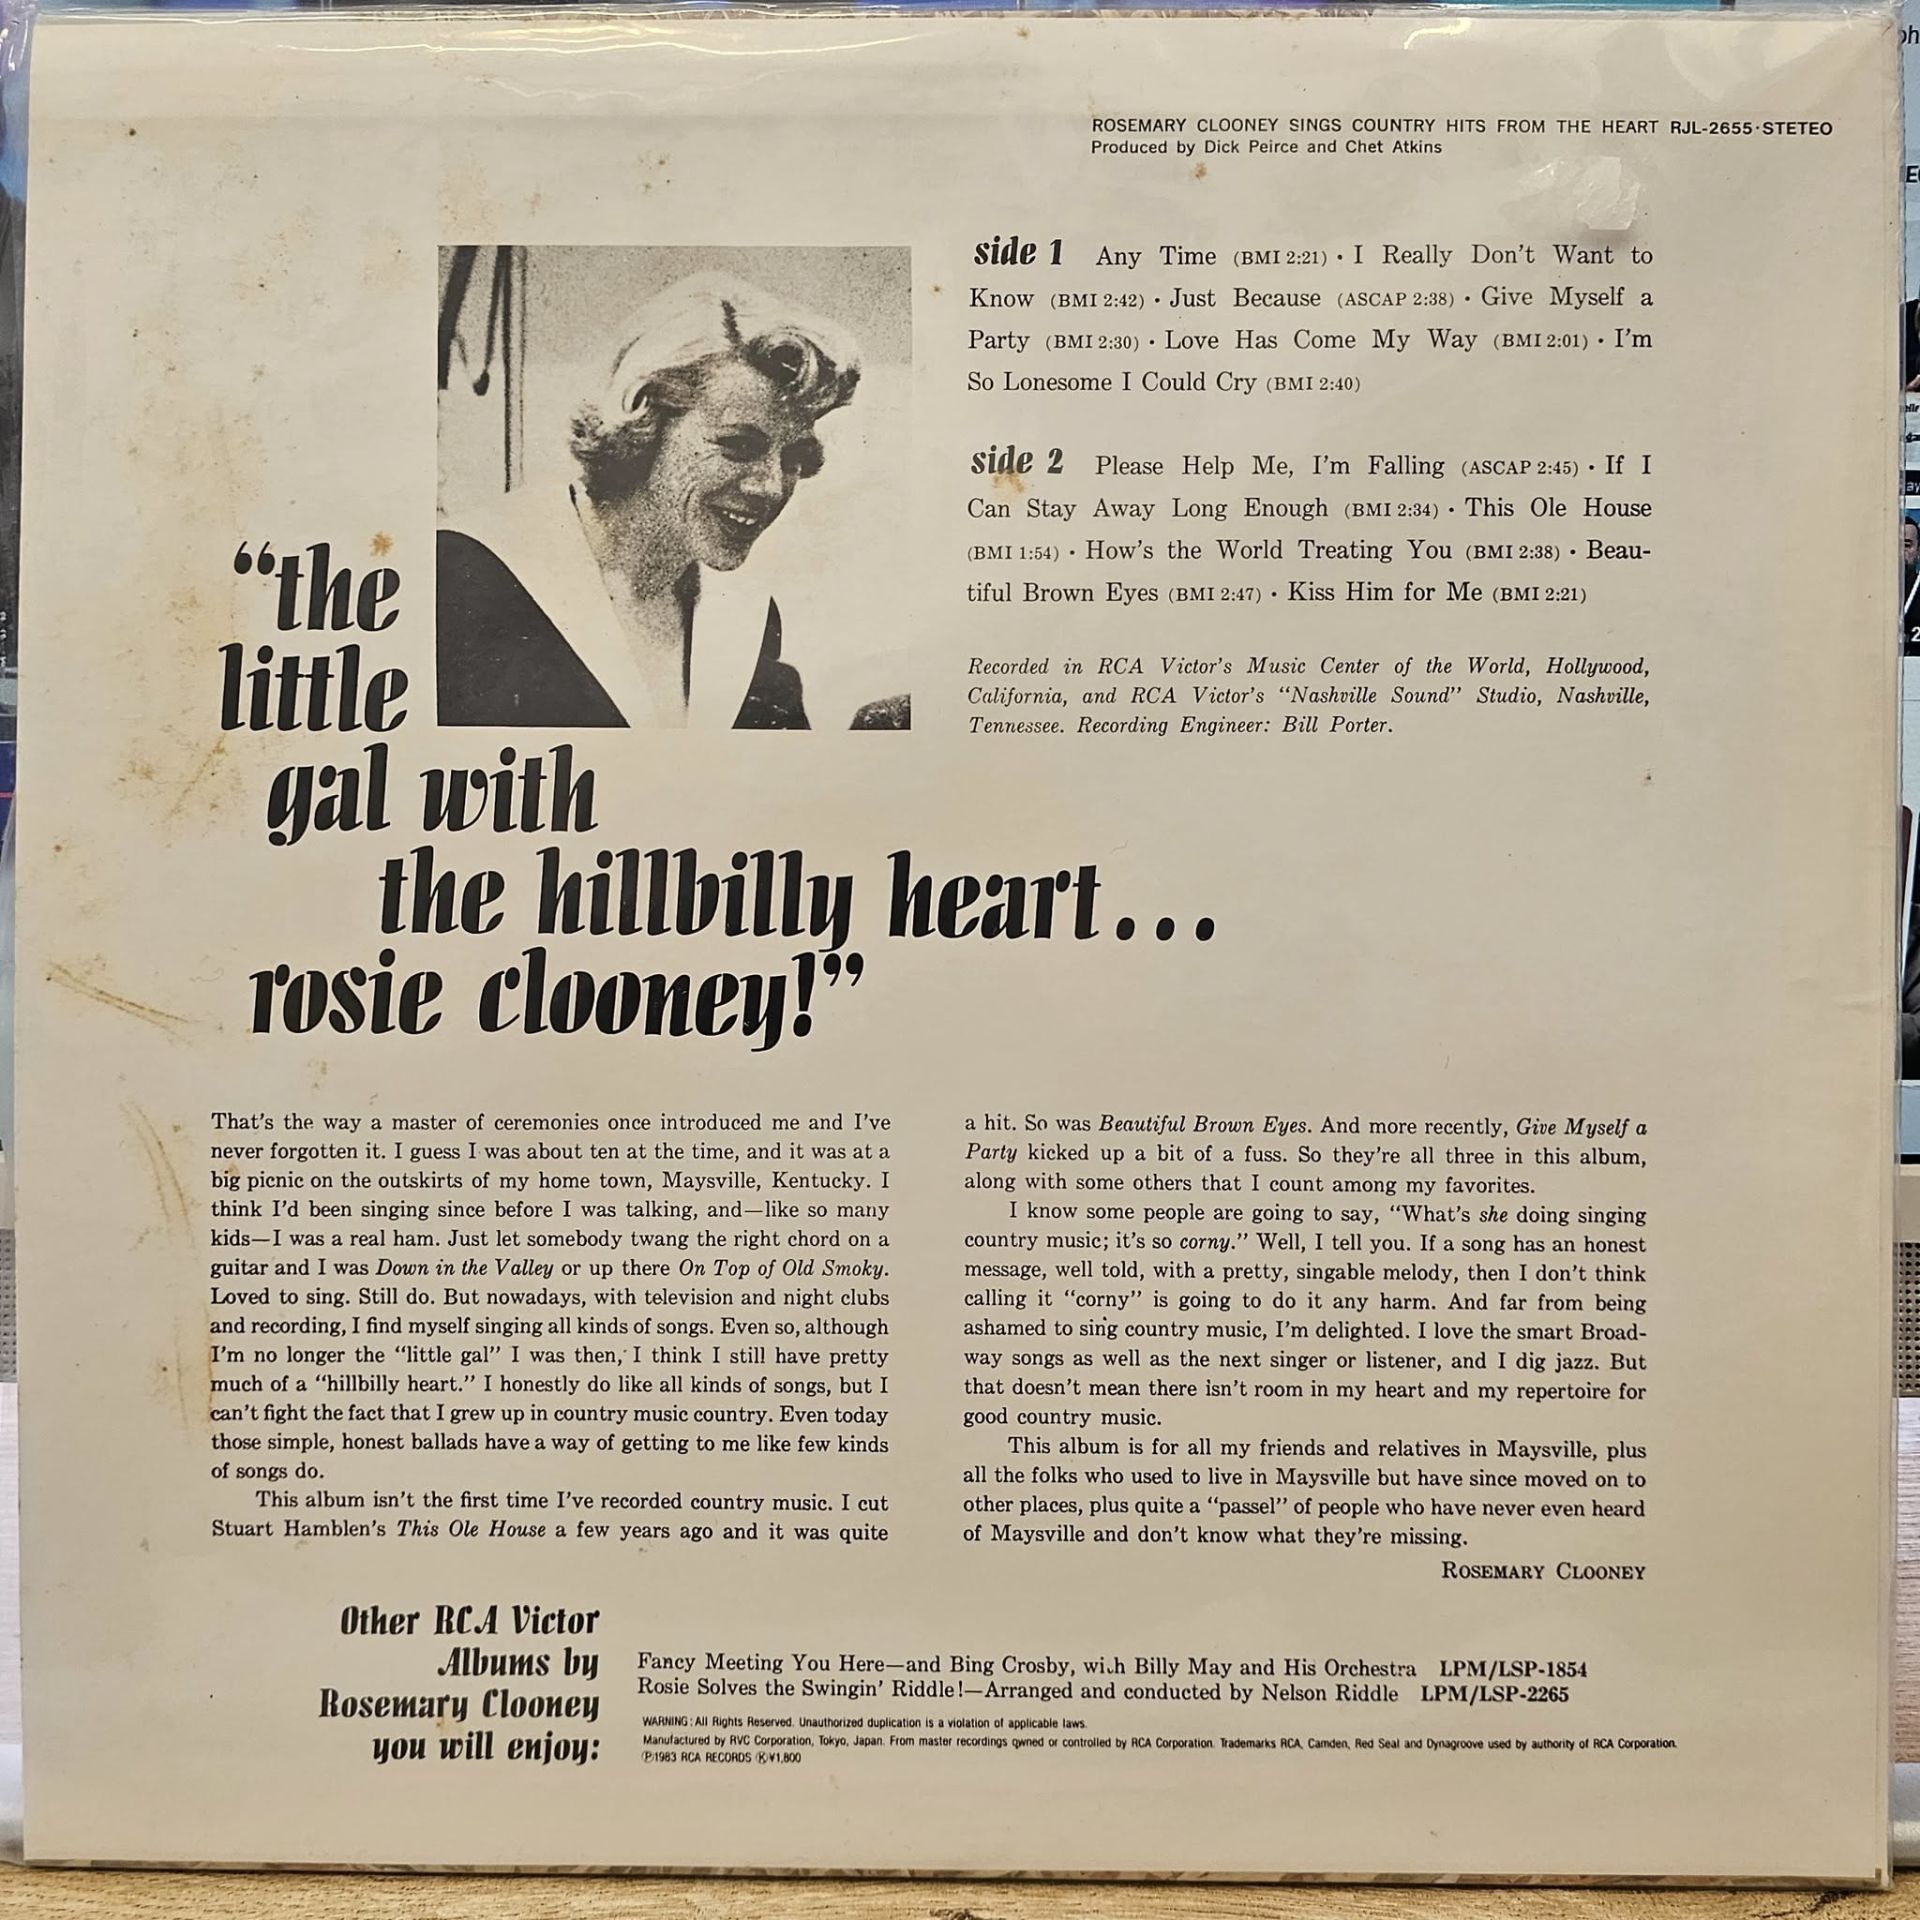 ROSEMARY CLOONEY SINGS COUNTRY HITS FROM THE HEART RJL-2655·STETEO
Produced by Dick Peirce and Chet Atkins
side 1 Any Time (BMI 2:21) • I Really Don't Want to
Know (BMI 2:42) • Just Because (ASCAP 2:38) • Give Myself a
Party (BMI 2:30) • Love Has Come My Way (BMI 2:01) • I'm
So Lonesome I Could Cry (BMI 2:40)
side 2 Please Help Me, I'm Falling (ASCAP 2:45) • If I
Can Stay Away Long Enough (BMI 2:34) • This Ole House
(BMI 1:54) • How's the World Treating You (BMI 2:38) • Beau-
tiful Brown Eyes (BMI 2:47) • Kiss Him for Me (BMI 2:21)
Recorded in RCA Victor's Music Center of the World, Hollywood,
California, and RCA Victor's "Nashville Sound" Studio, Nashville,
Tennessee. Recording Engineer: Bill Porter.
"the
little
gal with
the hillbilly heart...
rosie clooney!"
That's the way a master of ceremonies once introduced me and I've
never forgotten it. I guess I was about ten at the time, and it was at a
big picnic on the outskirts of my home town, Maysville, Kentucky. I
think I'd been singing since before I was talking, and—like so many
kids—I was a real ham. Just let somebody twang the right chord on a
guitar and I was Down in the Valley or up there On Top of Old Smoky.
Loved to sing. Still do. But nowadays, with television and night clubs
and recording, I find myself singing all kinds of songs. Even so, although
I'm no longer the "little gal" I was then, I think I still have pretty
much of a "hillbilly heart." I honestly do like all kinds of songs, but I
can't fight the fact that I grew up in country music country. Even today
those simple, honest ballads have a way of getting to me like few kinds
of songs do.
This album isn't the first time I've recorded country music. I cut
Stuart Hamblen's This Ole House a few years ago and it was quite
a hit. So was Beautiful Brown Eyes. And more recently, Give Myself a
Party kicked up a bit of a fuss. So they're all three in this album,
along with some others that I count among my favorites.
I know some people are going to say, "What's she doing singing
country music; it's so corny." Well, I tell you. If a song has an honest
message, well told, with a pretty, singable melody, then I don't think
calling it "corny" is going to do it any harm. And far from being
ashamed to sing country music, I'm delighted. I love the smart Broad-
way songs as well as the next singer or listener, and I dig jazz. But
that doesn't mean there isn't room in my heart and my repertoire for
good country music.
This album is for all my friends and relatives in Maysville, plus
all the folks who used to live in Maysville but have since moved on to
other places, plus quite a "passel" of people who have never even heard
of Maysville and don't know what they're missing.
ROSEMARY CLOONEY
Other RCA Victor
Albums by
Rosemary Clooney
you will enjoy:
Fancy Meeting You Here—and Bing Crosby, with Billy May and His Orchestra LPM/LSP-1854
Rosie Solves the Swingin' Riddle!—Arranged and conducted by Nelson Riddle LPM/LSP-2265
WARNING: All Rights Reserved. Unauthorized duplication is a violation of applicable laws.
Manufactured by RVC Corporation, Tokyo, Japan. From master recordings owned or controlled by RCA Corporation. Trademarks RCA, Camden, Red Seal and Dynagroove used by authority of RCA Corporation.
Ⓟ1983 RCA RECORDS Ⓚ ¥1,800